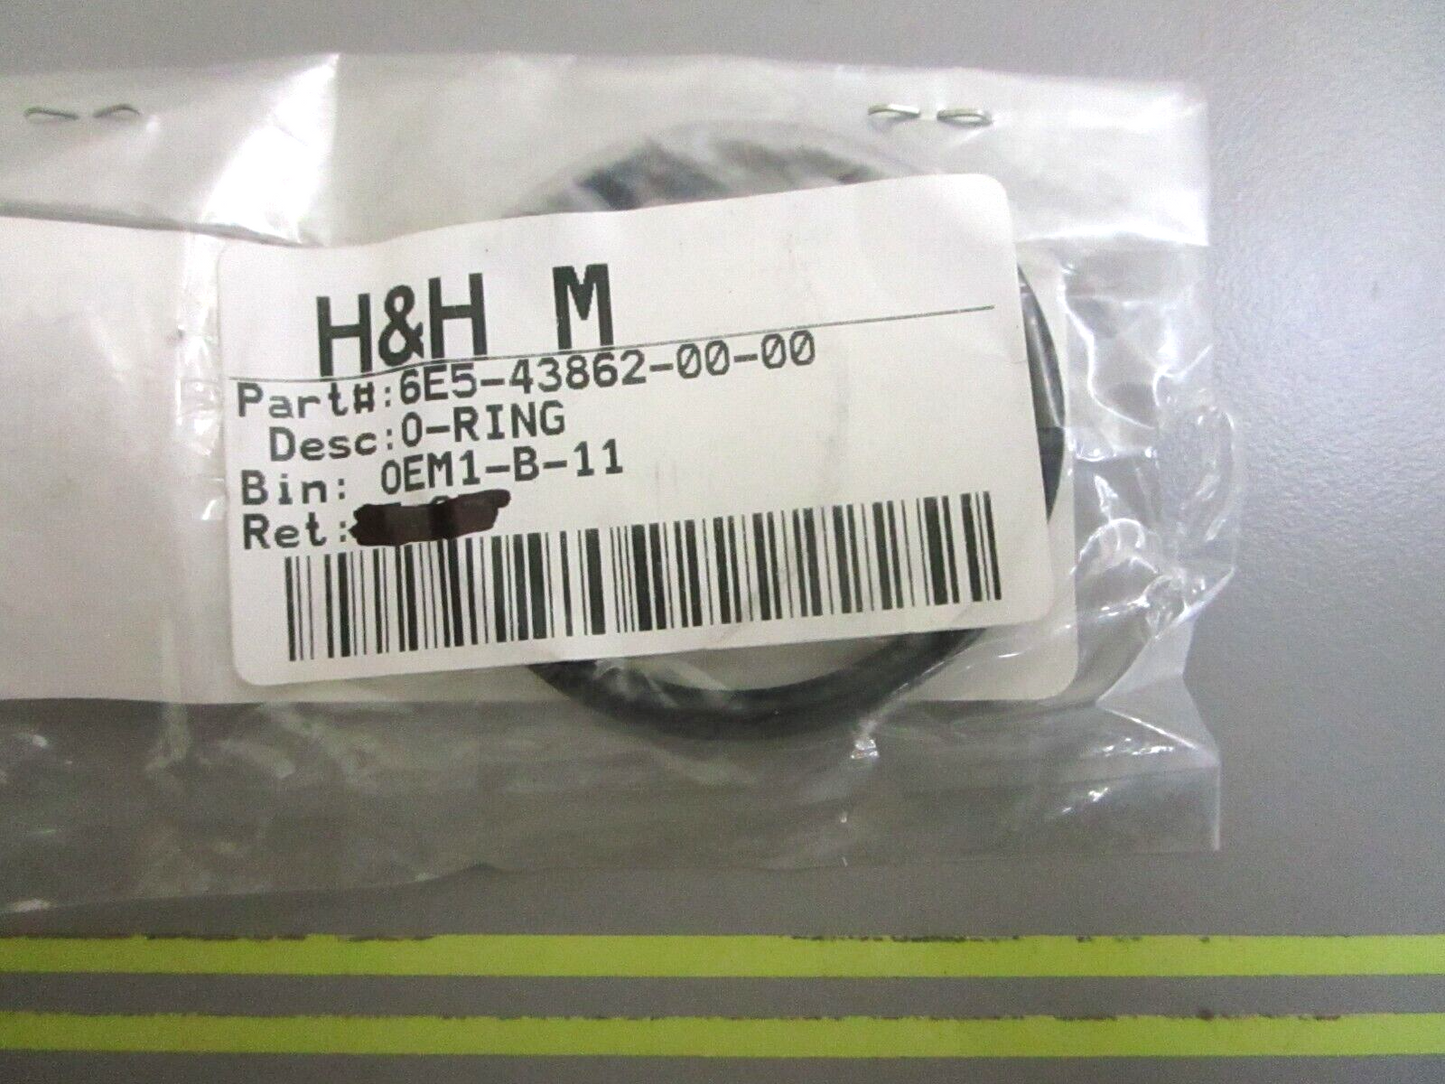 H&H M
Part#:6E5-43862-00-00
Desc:O-RING
Bin: OEM1-B-11
Ret: